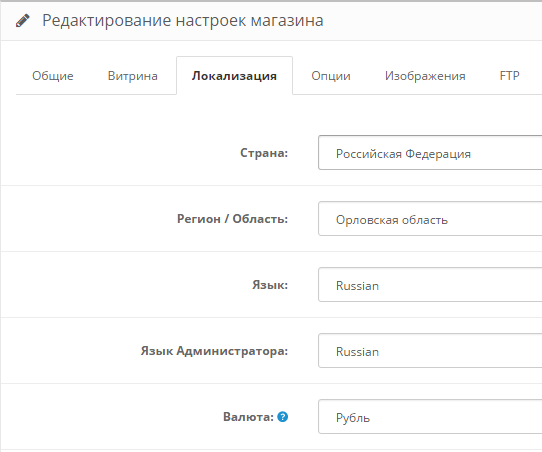 Редактирование настроек магазина
Общие Витрина Локализация Опции Изображения FTP
Страна: Российская Федерация
Регион / Область: Орловская область
Язык: Russian
Язык Администратора: Russian
Валюта: ? Рубль